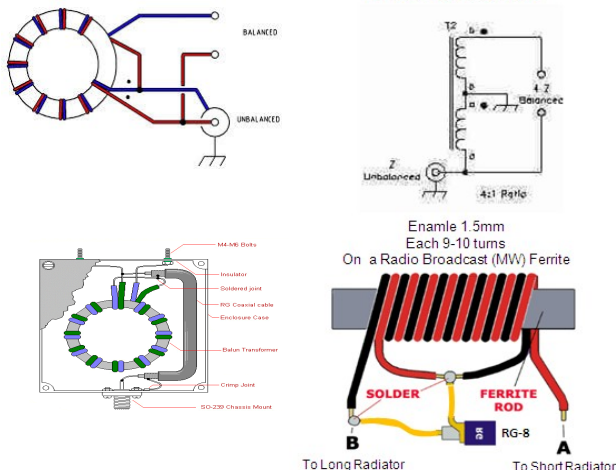 BALANCED
UNBALANCED
T2
4-Z
Balanced
Z
Unbalanced
4:1 Ratio
M4-M6 Bolts
Insulator
Soldered joint
RG Coaxial cable
Enclosure Case
Balun Transformer
Crimp Joint
SO-239 Chassis Mount
Enamle 1.5mm
Each 9-10 turns
On a Radio Broadcast (MW) Ferrite
SOLDER
FERRITE
ROD
RG
RG-8
B
A
To Long Radiator
To Short Radiator